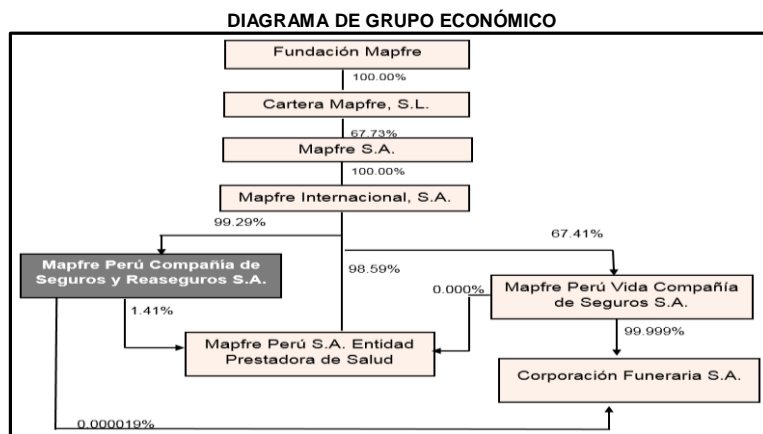 DIAGRAMA DE GRUPO ECONÓMICO
Fundación Mapfre
100.00%
Cartera Mapfre, S.L.
67.73%
Mapfre S.A.
100.00%
Mapfre Internacional, S.A.
99.29%
67.41%
Mapfre Perú Compañía de
Seguros y Reaseguros S.A.
98.59%
0.000%
Mapfre Perú Vida Compañía
de Seguros S.A.
1.41%
99.999%
Mapfre Perú S.A. Entidad
Prestadora de Salud
Corporación Funeraria S.A.
0.000019%